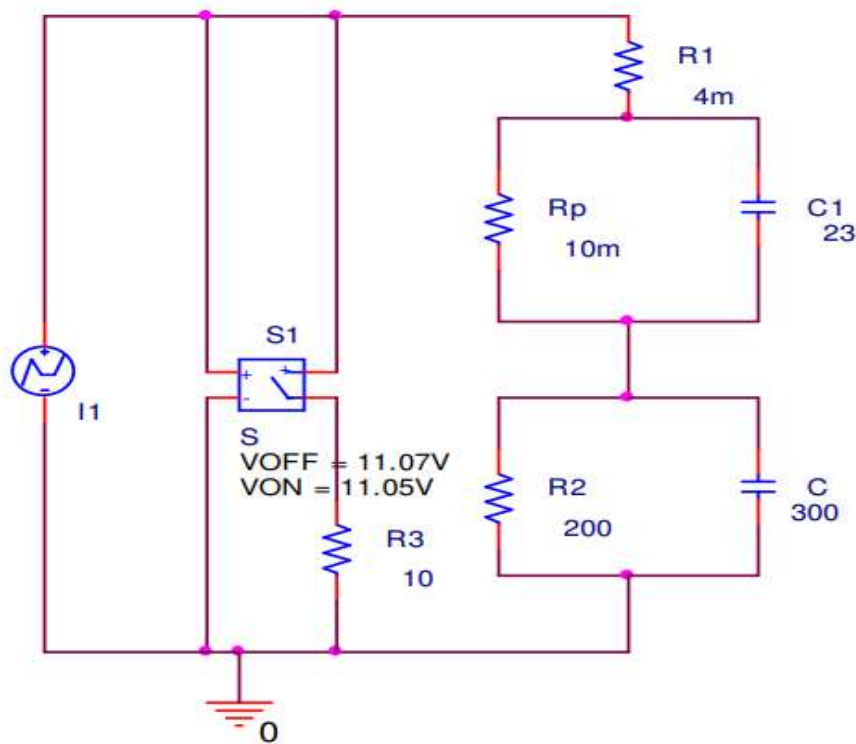 R1
4m
Rp
10m
C1
23
S1
+
+
-
+
-
I1
S
VOFF = 11.07V
VON = 11.05V
R2
200
C
300
R3
10
0